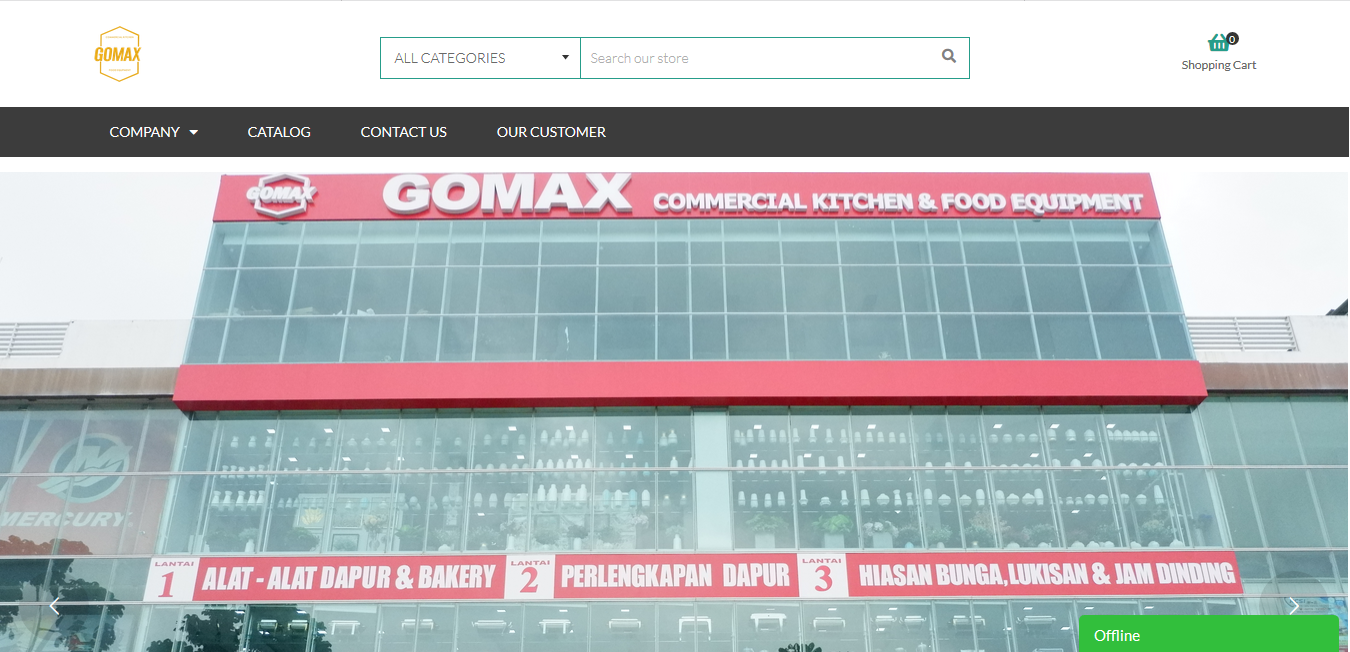 GOMAX
ALL CATEGORIES
Search our store
0
Shopping Cart
COMPANY
CATALOG
CONTACT US
OUR CUSTOMER
GOMAX
GOMAX
COMMERCIAL KITCHEN & FOOD EQUIPMENT
MERCURY
LANTAI
1
ALAT - ALAT DAPUR & BAKERY
LANTAI
2
PERLENGKAPAN DAPUR
LANTAI
3
HIASAN BUNGA, LUKISAN & JAM DINDING
Offline